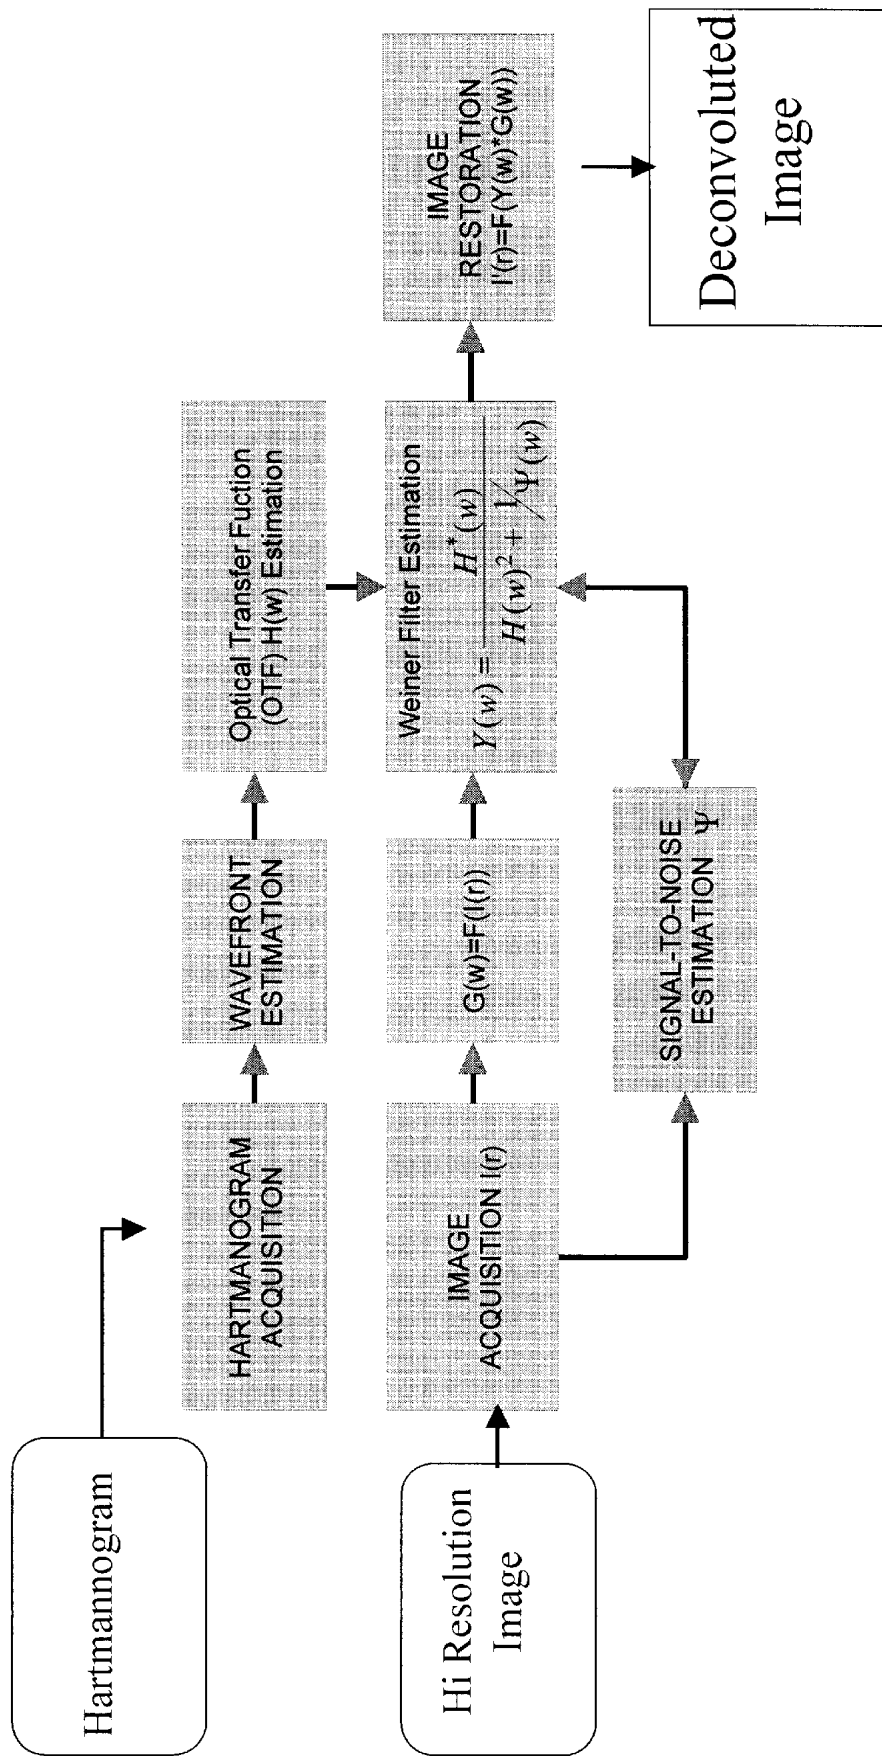 Hartmannogram
HARTMANOGRAM
ACQUISITION
WAVEFRONT
ESTIMATION
Optical Transfer Fuction
(OTF) H(w) Estimation
Hi Resolution
Image
IMAGE
ACQUISITION I(r)
G(w)=F(I(r))
Weiner Filter Estimation
Y(w) = H*(w) / H(w)² + 1/Ψ(w)
IMAGE
RESTORATION
I'(r)=F(Y(w)*G(w))
SIGNAL-TO-NOISE
ESTIMATION Ψ
Deconvoluted
Image